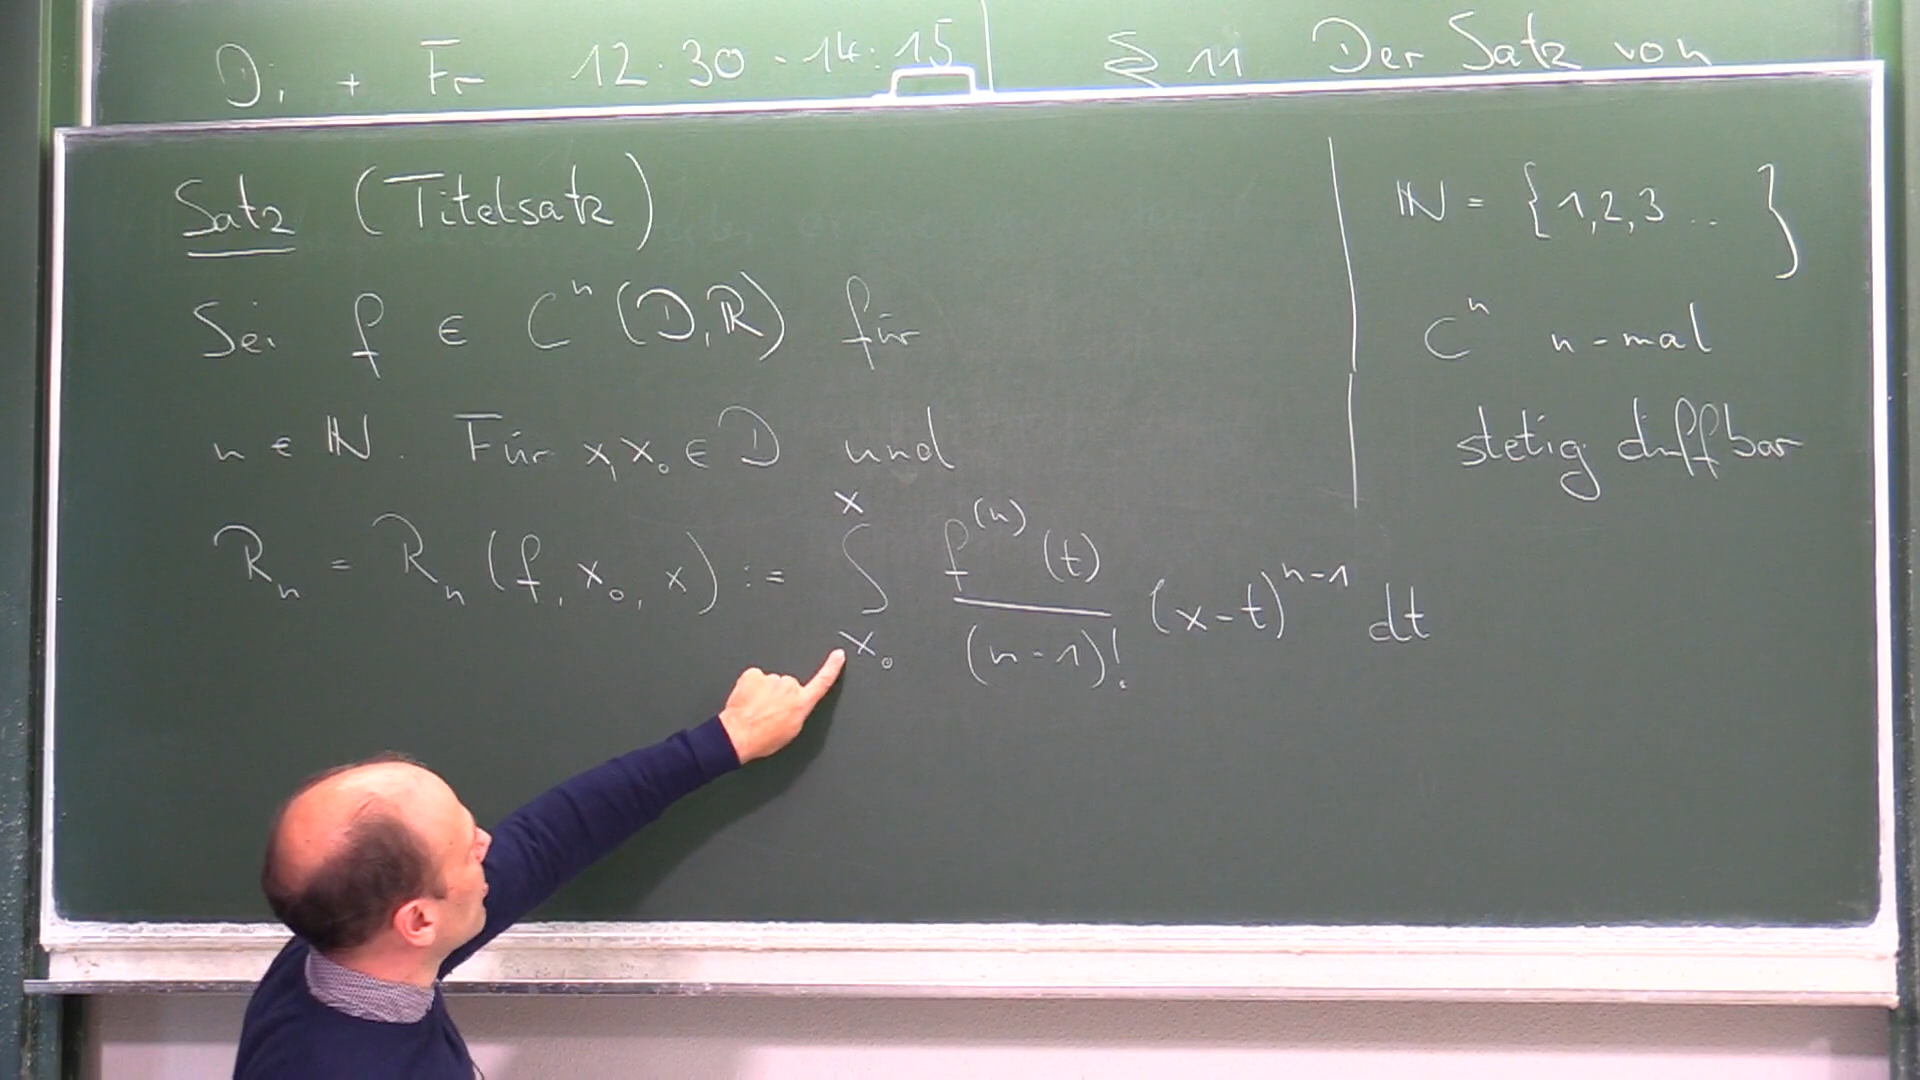 Di + Fr 12.30 - 14:15
§ 11 Der Satz von
Satz (Titelsatz)
Sei f ∈ Cⁿ(D,ℝ) für
n ∈ ℕ. Für x,x₀ ∈ D und
Rₙ = Rₙ(f, x₀, x) := ∫_{x₀}^{x} f^{(n)}(t) / (n-1)! (x-t)^{n-1} dt
ℕ = {1,2,3 .. }
Cⁿ n-mal
stetig diffbar